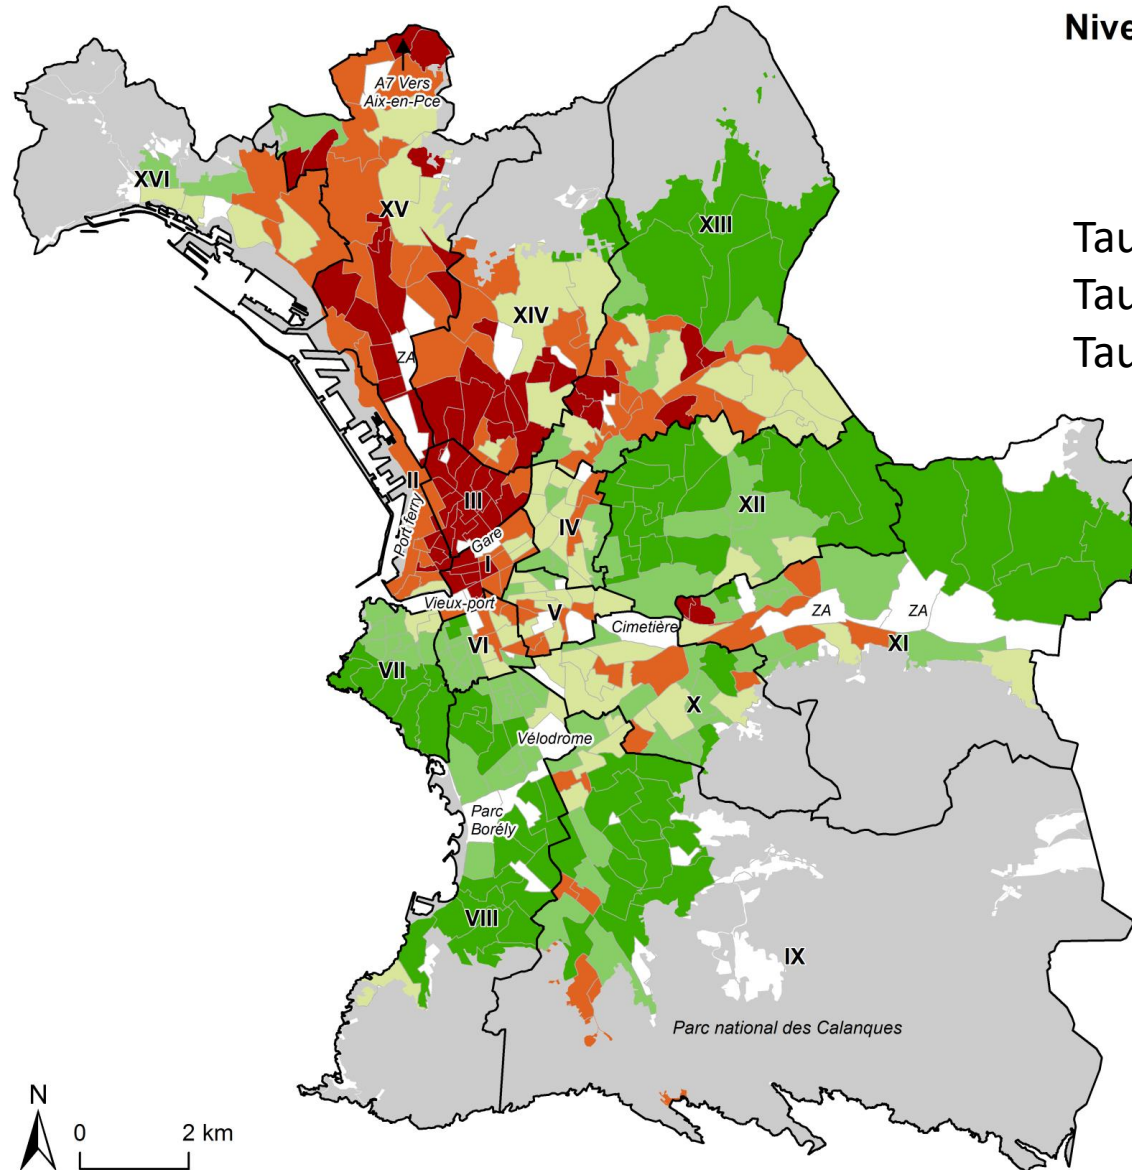 Nive
A7 Vers
Aix-en-Pce
XVI
XV
XIII
Tau
Tau
Tau
XIV
ZA
II
Port ferry
III
Gare
I
IV
XII
Vieux-port
V
Cimetière
ZA
ZA
VI
XI
VII
X
Vélodrome
Parc
Borély
VIII
IX
Parc national des Calanques
N
0
2 km